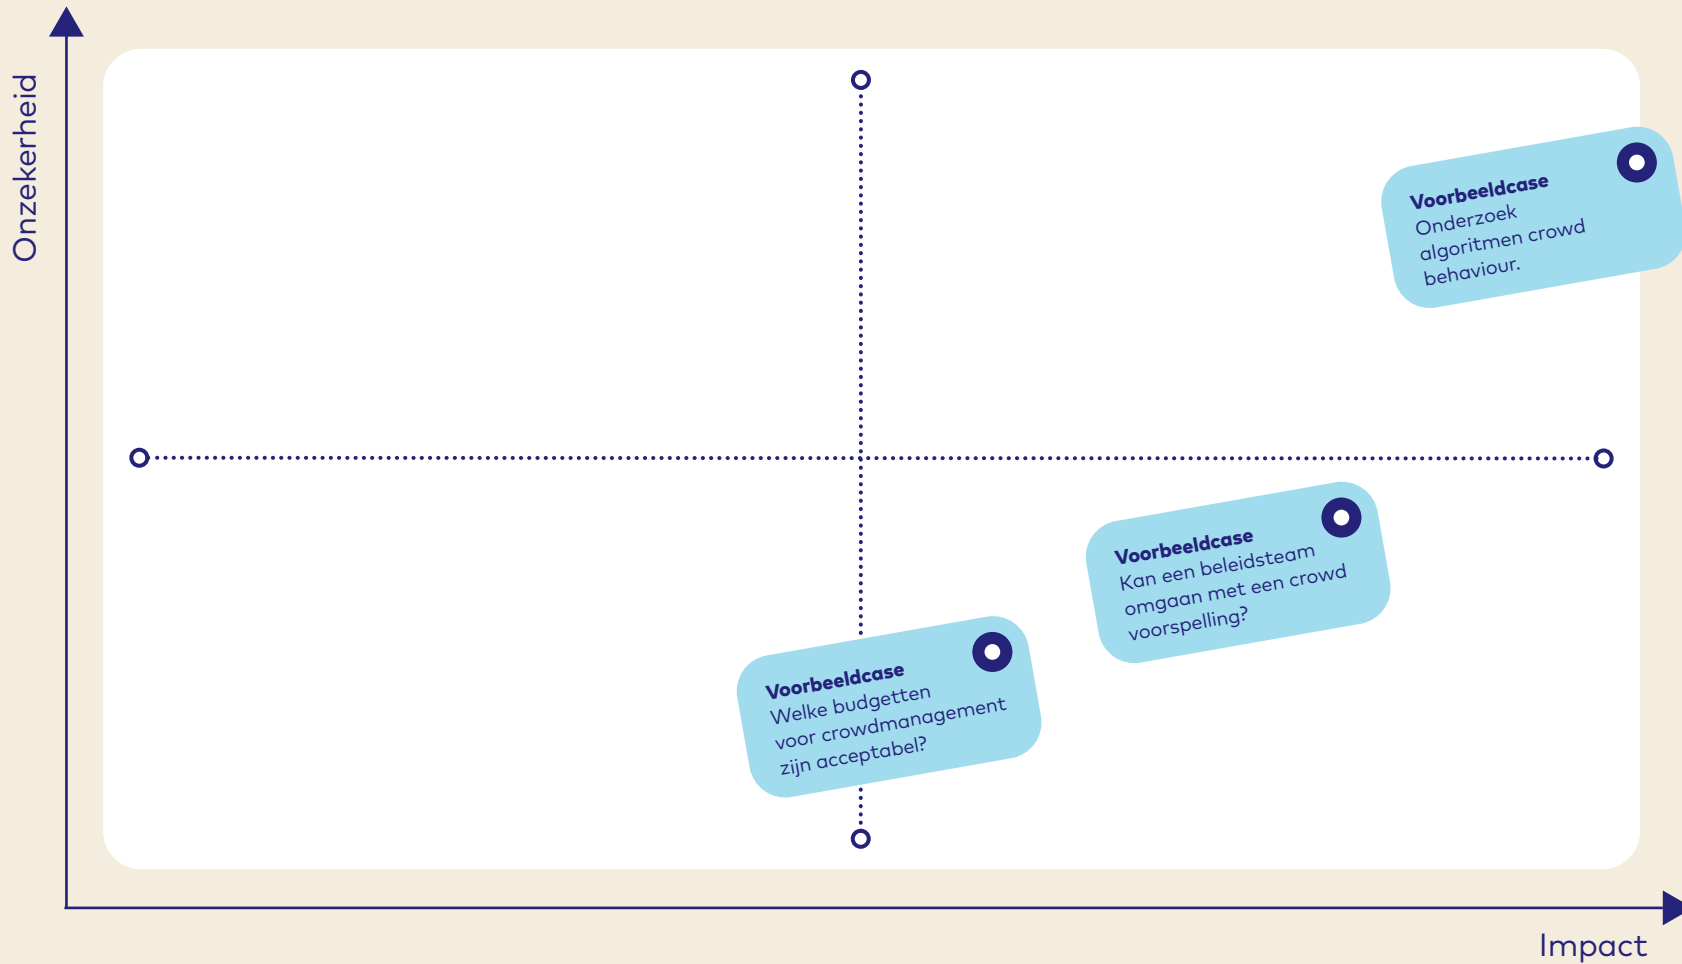 Onzekerheid
Voorbeeldcase
Onderzoek
algoritmen crowd
behaviour.
Voorbeeldcase
Kan een beleidsteam
omgaan met een crowd
voorspelling?
Voorbeeldcase
Welke budgetten
voor crowdmanagement
zijn acceptabel?
Impact